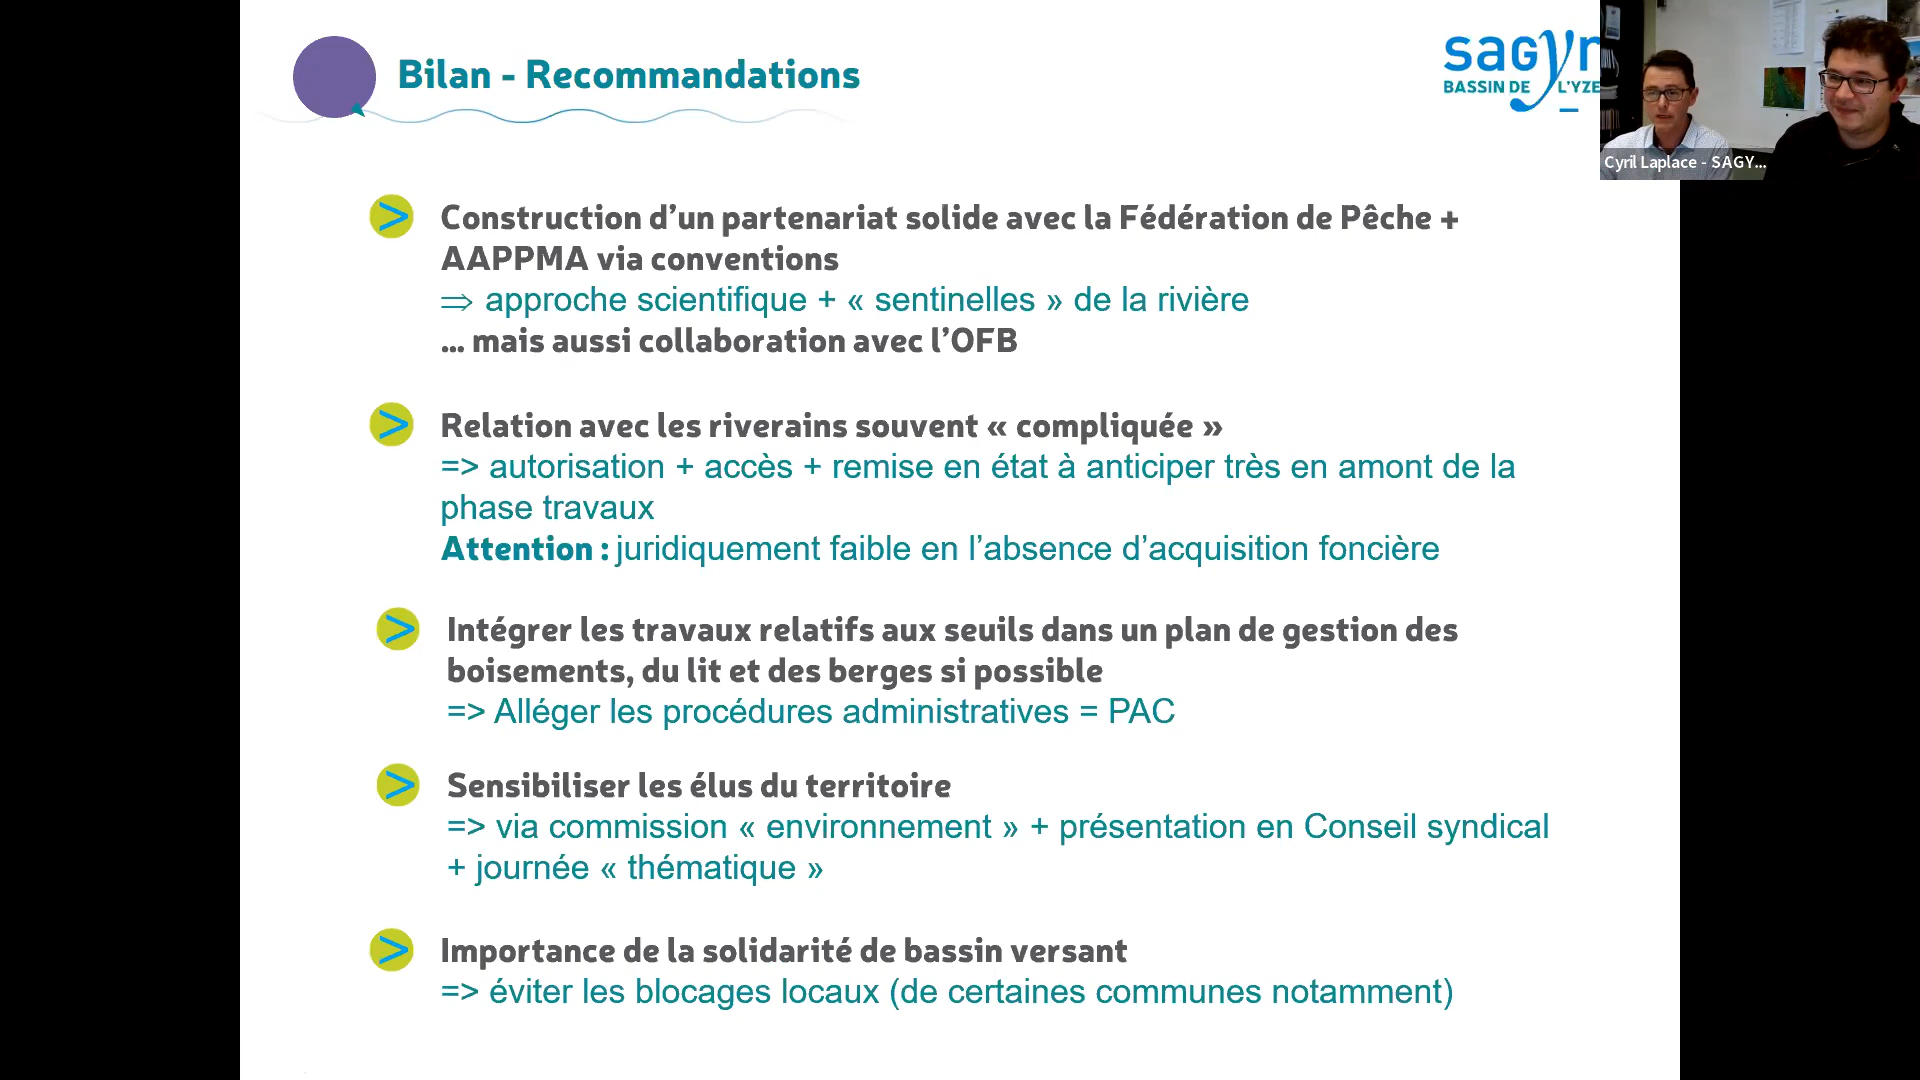 Bilan - Recommandations
sagyr
BASSIN DE L'YZE
Cyril Laplace - SAGY...
> Construction d’un partenariat solide avec la Fédération de Pêche +
AAPPMA via conventions
⇒ approche scientifique + « sentinelles » de la rivière
... mais aussi collaboration avec l’OFB
> Relation avec les riverains souvent « compliquée »
=> autorisation + accès + remise en état à anticiper très en amont de la
phase travaux
Attention : juridiquement faible en l’absence d’acquisition foncière
> Intégrer les travaux relatifs aux seuils dans un plan de gestion des
boisements, du lit et des berges si possible
=> Alléger les procédures administratives = PAC
> Sensibiliser les élus du territoire
=> via commission « environnement » + présentation en Conseil syndical
+ journée « thématique »
> Importance de la solidarité de bassin versant
=> éviter les blocages locaux (de certaines communes notamment)